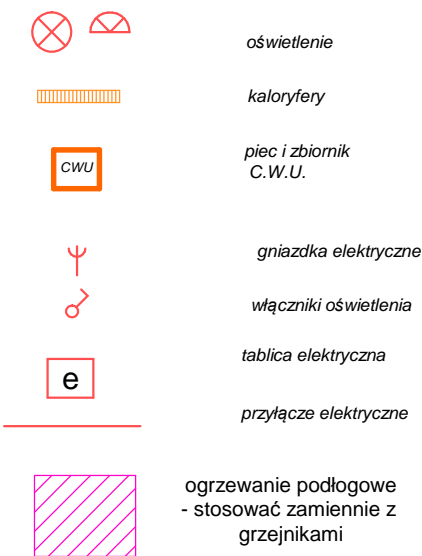 oświetlenie
kaloryfery
CWU
piec i zbiornik
C.W.U.
gniazdka elektryczne
włączniki oświetlenia
tablica elektryczna
e
przyłącze elektryczne
ogrzewanie podłogowe
- stosować zamiennie z
grzejnikami